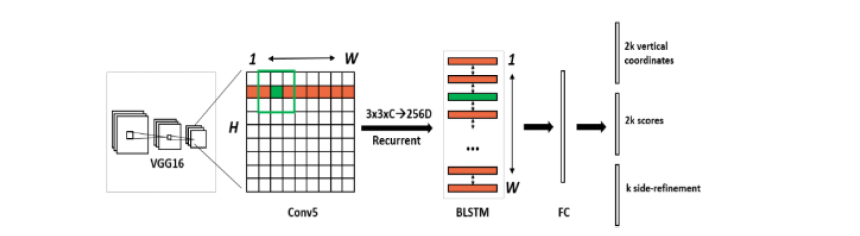 1
W
H
VGG16
Conv5
3x3xC→256D
Recurrent
1
...
W
BLSTM
FC
2k vertical
coordinates
2k scores
k side-refinement